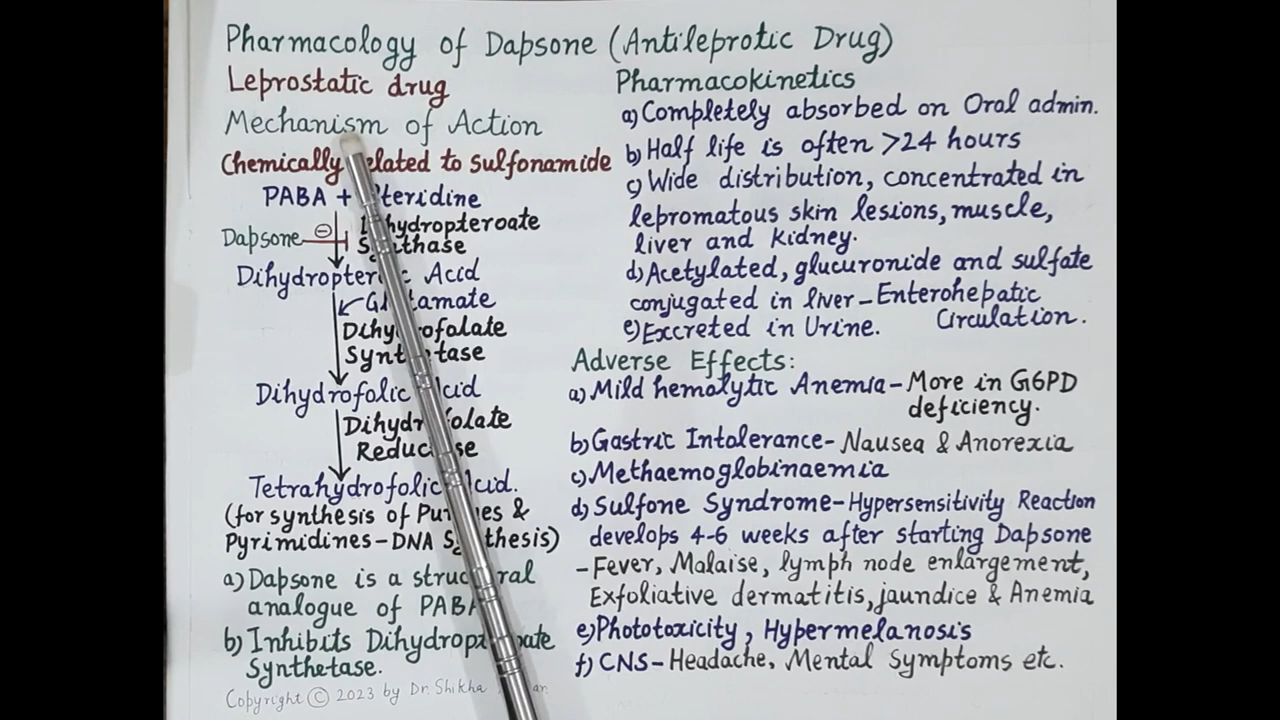 Pharmacology of Dapsone (Antileprotic Drug)
Leprostatic drug
Mechanism of Action
Chemically related to Sulfonamide
PABA + Pteridine
Dihydropteroate
Dapsone ⊖ Synthase
Dihydropteroic Acid
Glutamate
Dihydrofolate
Synthetase
Dihydrofolic Acid
Dihydrofolate
Reductase
Tetrahydrofolic Acid.
(for synthesis of Purines &
Pyrimidines-DNA Synthesis)
a) Dapsone is a structural
analogue of PABA
b) Inhibits Dihydropteroate
Synthetase.
Copyright © 2023 by Dr. Shikha
Pharmacokinetics
a) Completely absorbed on Oral admin.
b) Half life is often >24 hours
c) Wide distribution, concentrated in
lepromatous skin lesions, muscle,
liver and kidney.
d) Acetylated, glucuronide and sulfate
conjugated in liver-Enterohepatic
Circulation.
e) Excreted in Urine.
Adverse Effects:
a) Mild hemolytic Anemia-More in G6PD
deficiency.
b) Gastric Intolerance-Nausea & Anorexia
c) Methaemoglobinaemia
d) Sulfone Syndrome-Hypersensitivity Reaction
develops 4-6 weeks after starting Dapsone
-Fever, Malaise, lymph node enlargement,
Exfoliative dermatitis, jaundice & Anemia
e) Phototoxicity, Hypermelanosis
f) CNS-Headache, Mental Symptoms etc.